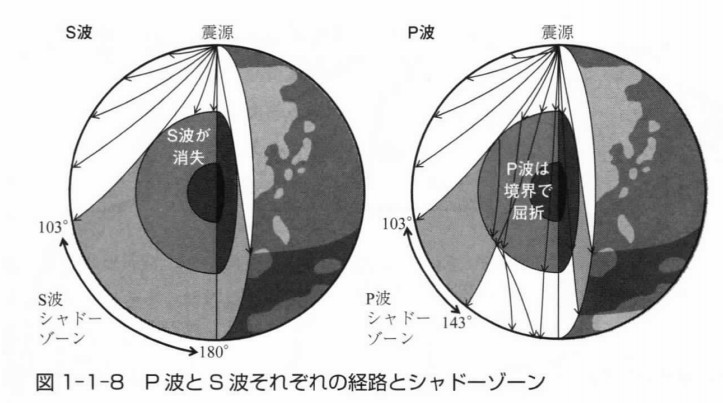 S波
震源
S波が
消失
103°
S波
シャドー
ゾーン
180°
P波
震源
P波は
境界で
屈折
103°
P波
シャドー
ゾーン
143°
図 1-1-8　P波とS波それぞれの経路とシャドーゾーン